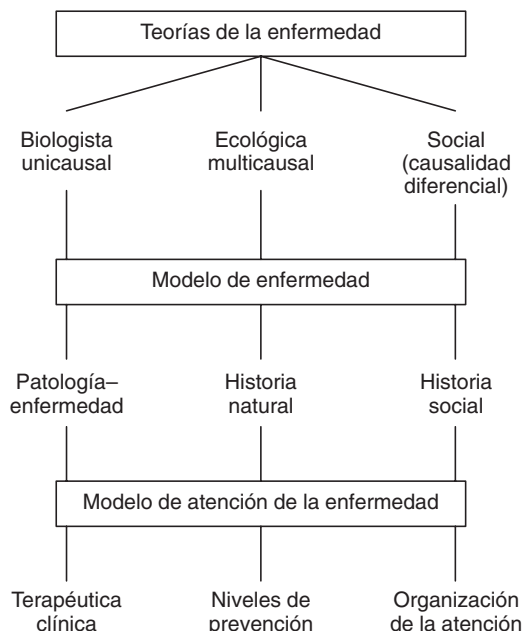 Teorías de la enfermedad
Biologista
unicausal
Ecológica
multicausal
Social
(causalidad
diferencial)
Modelo de enfermedad
Patología–
enfermedad
Historia
natural
Historia
social
Modelo de atención de la enfermedad
Terapéutica
clínica
Niveles de
prevención
Organización
de la atención